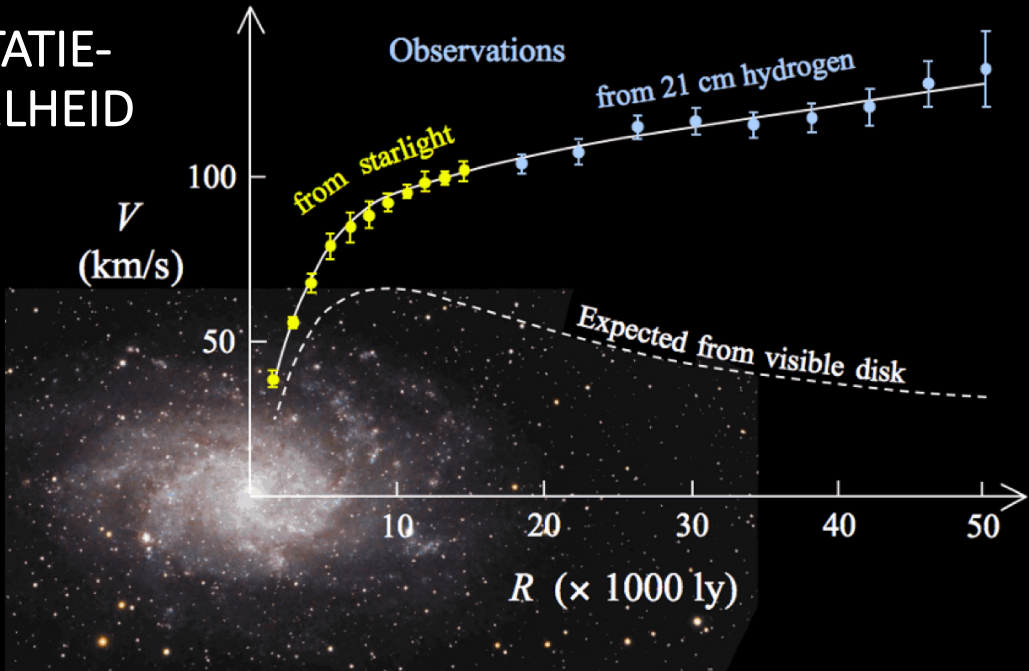 TATIE-
ELHEID
Observations
from 21 cm hydrogen
from starlight
100
V
(km/s)
50
Expected from visible disk
10
20
30
40
50
R (× 1000 ly)